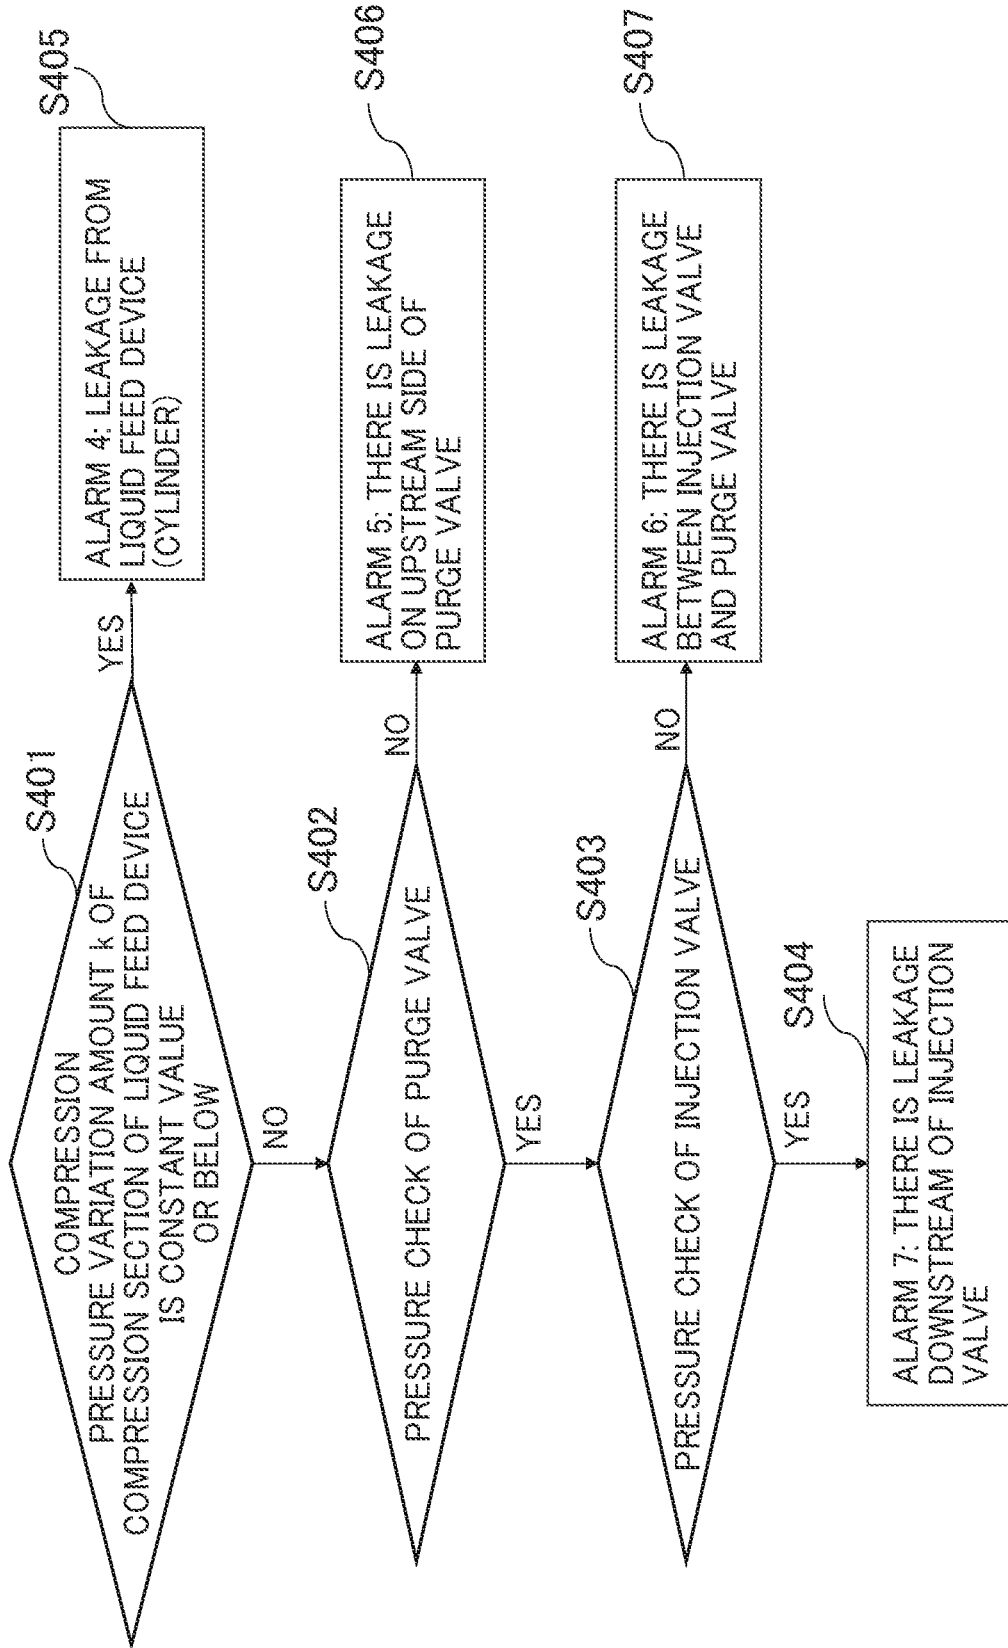 S401
COMPRESSION
PRESSURE VARIATION AMOUNT k OF
COMPRESSION SECTION OF LIQUID FEED DEVICE
IS CONSTANT VALUE
OR BELOW
YES
S405
ALARM 4: LEAKAGE FROM
LIQUID FEED DEVICE
(CYLINDER)
NO
S402
PRESSURE CHECK OF PURGE VALVE
NO
S406
ALARM 5: THERE IS LEAKAGE
ON UPSTREAM SIDE OF
PURGE VALVE
YES
S403
PRESSURE CHECK OF INJECTION VALVE
NO
S407
ALARM 6: THERE IS LEAKAGE
BETWEEN INJECTION VALVE
AND PURGE VALVE
YES
S404
ALARM 7: THERE IS LEAKAGE
DOWNSTREAM OF INJECTION
VALVE